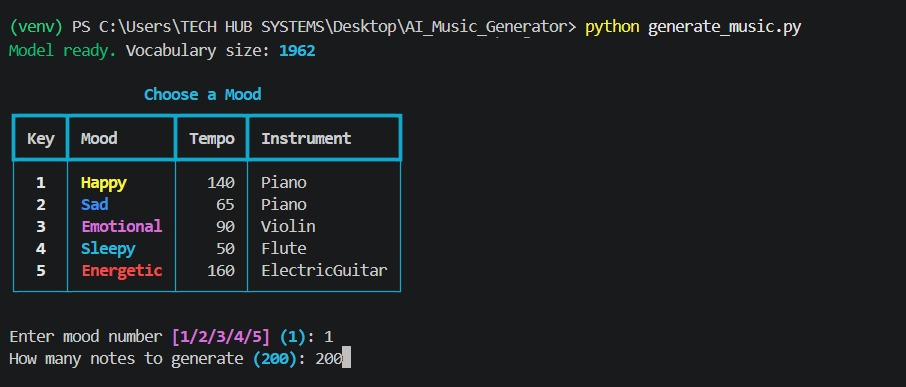 (venv) PS C:\Users\TECH HUB SYSTEMS\Desktop\AI_Music_Generator> python generate_music.py
Model ready. Vocabulary size: 1962
Choose a Mood
Key Mood Tempo Instrument
1 Happy 140 Piano
2 Sad 65 Piano
3 Emotional 90 Violin
4 Sleepy 50 Flute
5 Energetic 160 ElectricGuitar
Enter mood number [1/2/3/4/5] (1): 1
How many notes to generate (200): 200